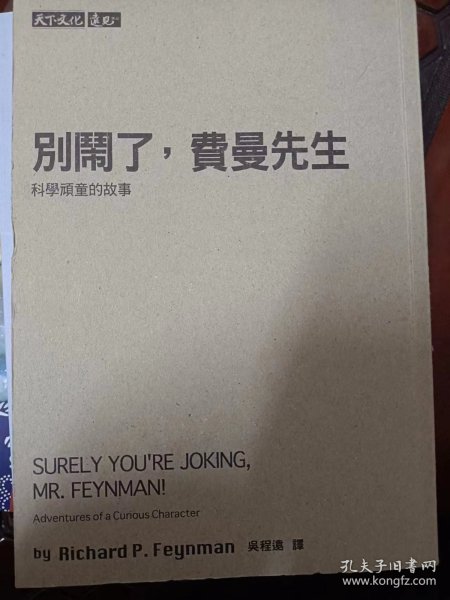 天下文化 遠見
別鬧了，費曼先生
科學頑童的故事
SURELY YOU'RE JOKING,
MR. FEYNMAN!
Adventures of a Curious Character
by Richard P. Feynman 吳程遠 譯
孔夫子旧书网
www.kongfz.com